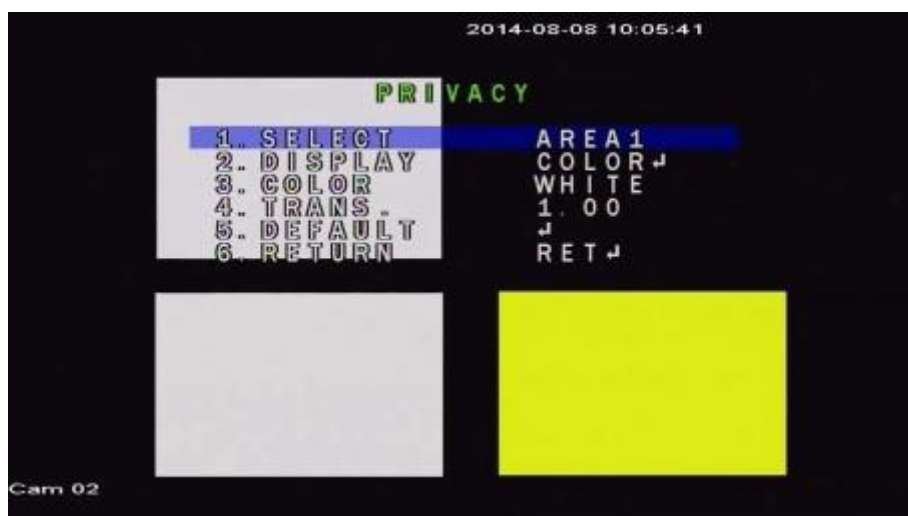 2014-08-08 10:05:41
PRIVACY
1. SELECT AREA1
2. DISPLAY COLOR↲
3. COLOR WHITE
4. TRANS. 1.00
5. DEFAULT ↲
6. RETURN RET↲
Cam 02